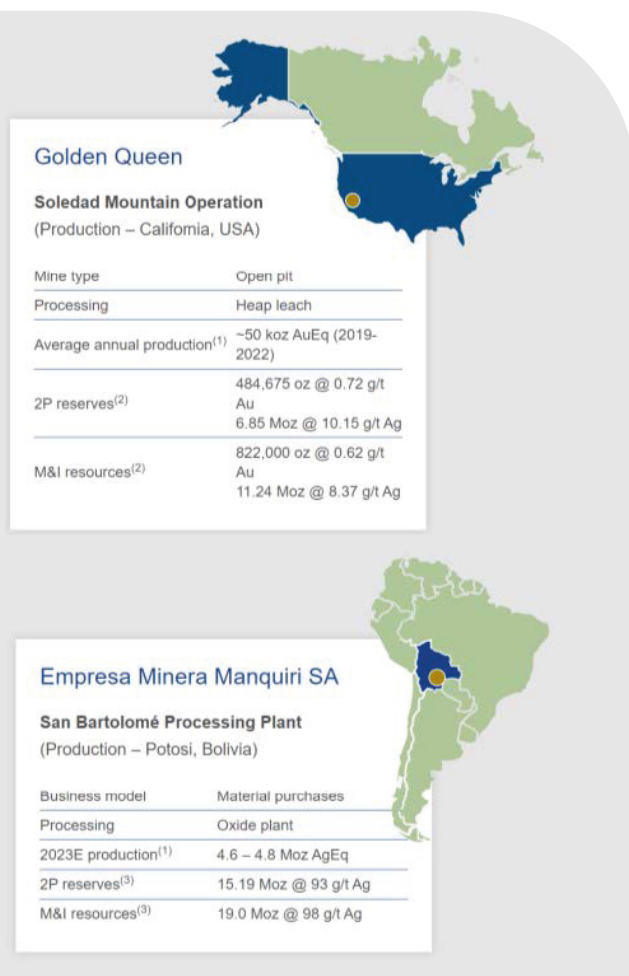 Golden Queen
Soledad Mountain Operation
(Production – California, USA)
Mine type Open pit
Processing Heap leach
Average annual production(1) ~50 koz AuEq (2019-
2022)
2P reserves(2) 484,675 oz @ 0.72 g/t
Au
6.85 Moz @ 10.15 g/t Ag
M&I resources(2) 822,000 oz @ 0.62 g/t
Au
11.24 Moz @ 8.37 g/t Ag
Empresa Minera Manquiri SA
San Bartolomé Processing Plant
(Production – Potosi, Bolivia)
Business model Material purchases
Processing Oxide plant
2023E production(1) 4.6 – 4.8 Moz AgEq
2P reserves(3) 15.19 Moz @ 93 g/t Ag
M&I resources(3) 19.0 Moz @ 98 g/t Ag